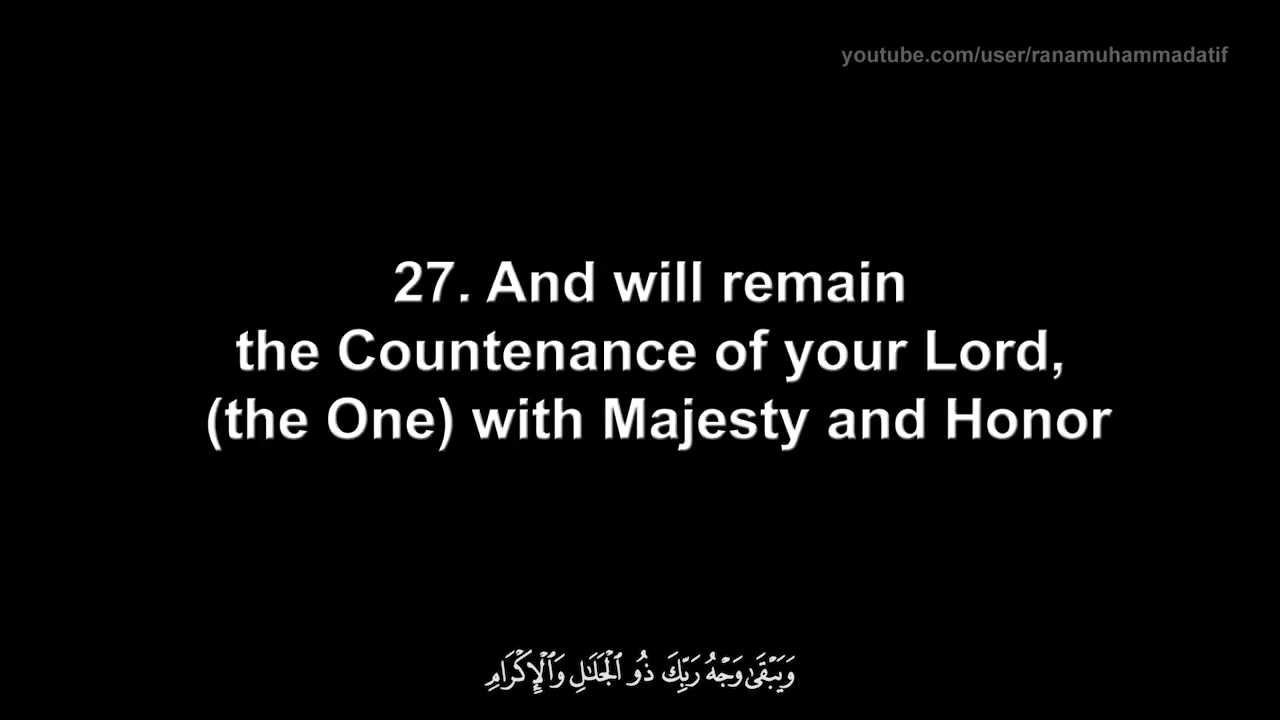 youtube.com/user/ranamuhammadatif
27. And will remain
the Countenance of your Lord,
(the One) with Majesty and Honor
وَيَبْقَىٰ وَجْهُ رَبِّكَ ذُو الْجَلَالِ وَالْإِكْرَامِ